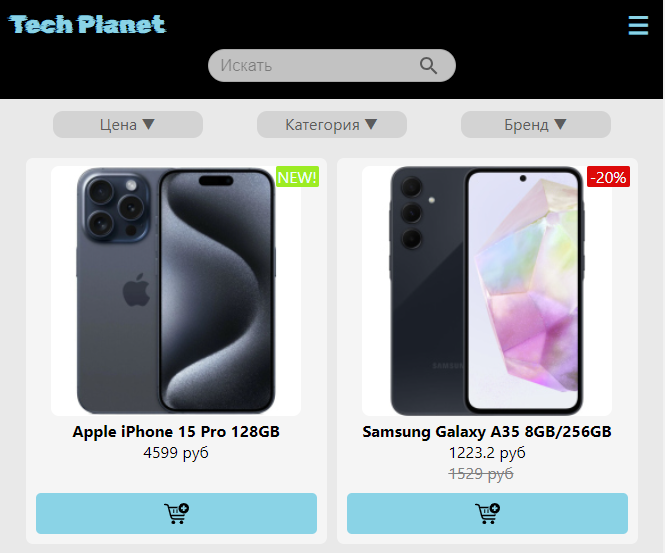 Tech Planet
Искать
Цена ▼
Категория ▼
Бренд ▼
NEW!
-20%
Apple iPhone 15 Pro 128GB
4599 руб
Samsung Galaxy A35 8GB/256GB
1223.2 руб
1529 руб
SAMSUNG